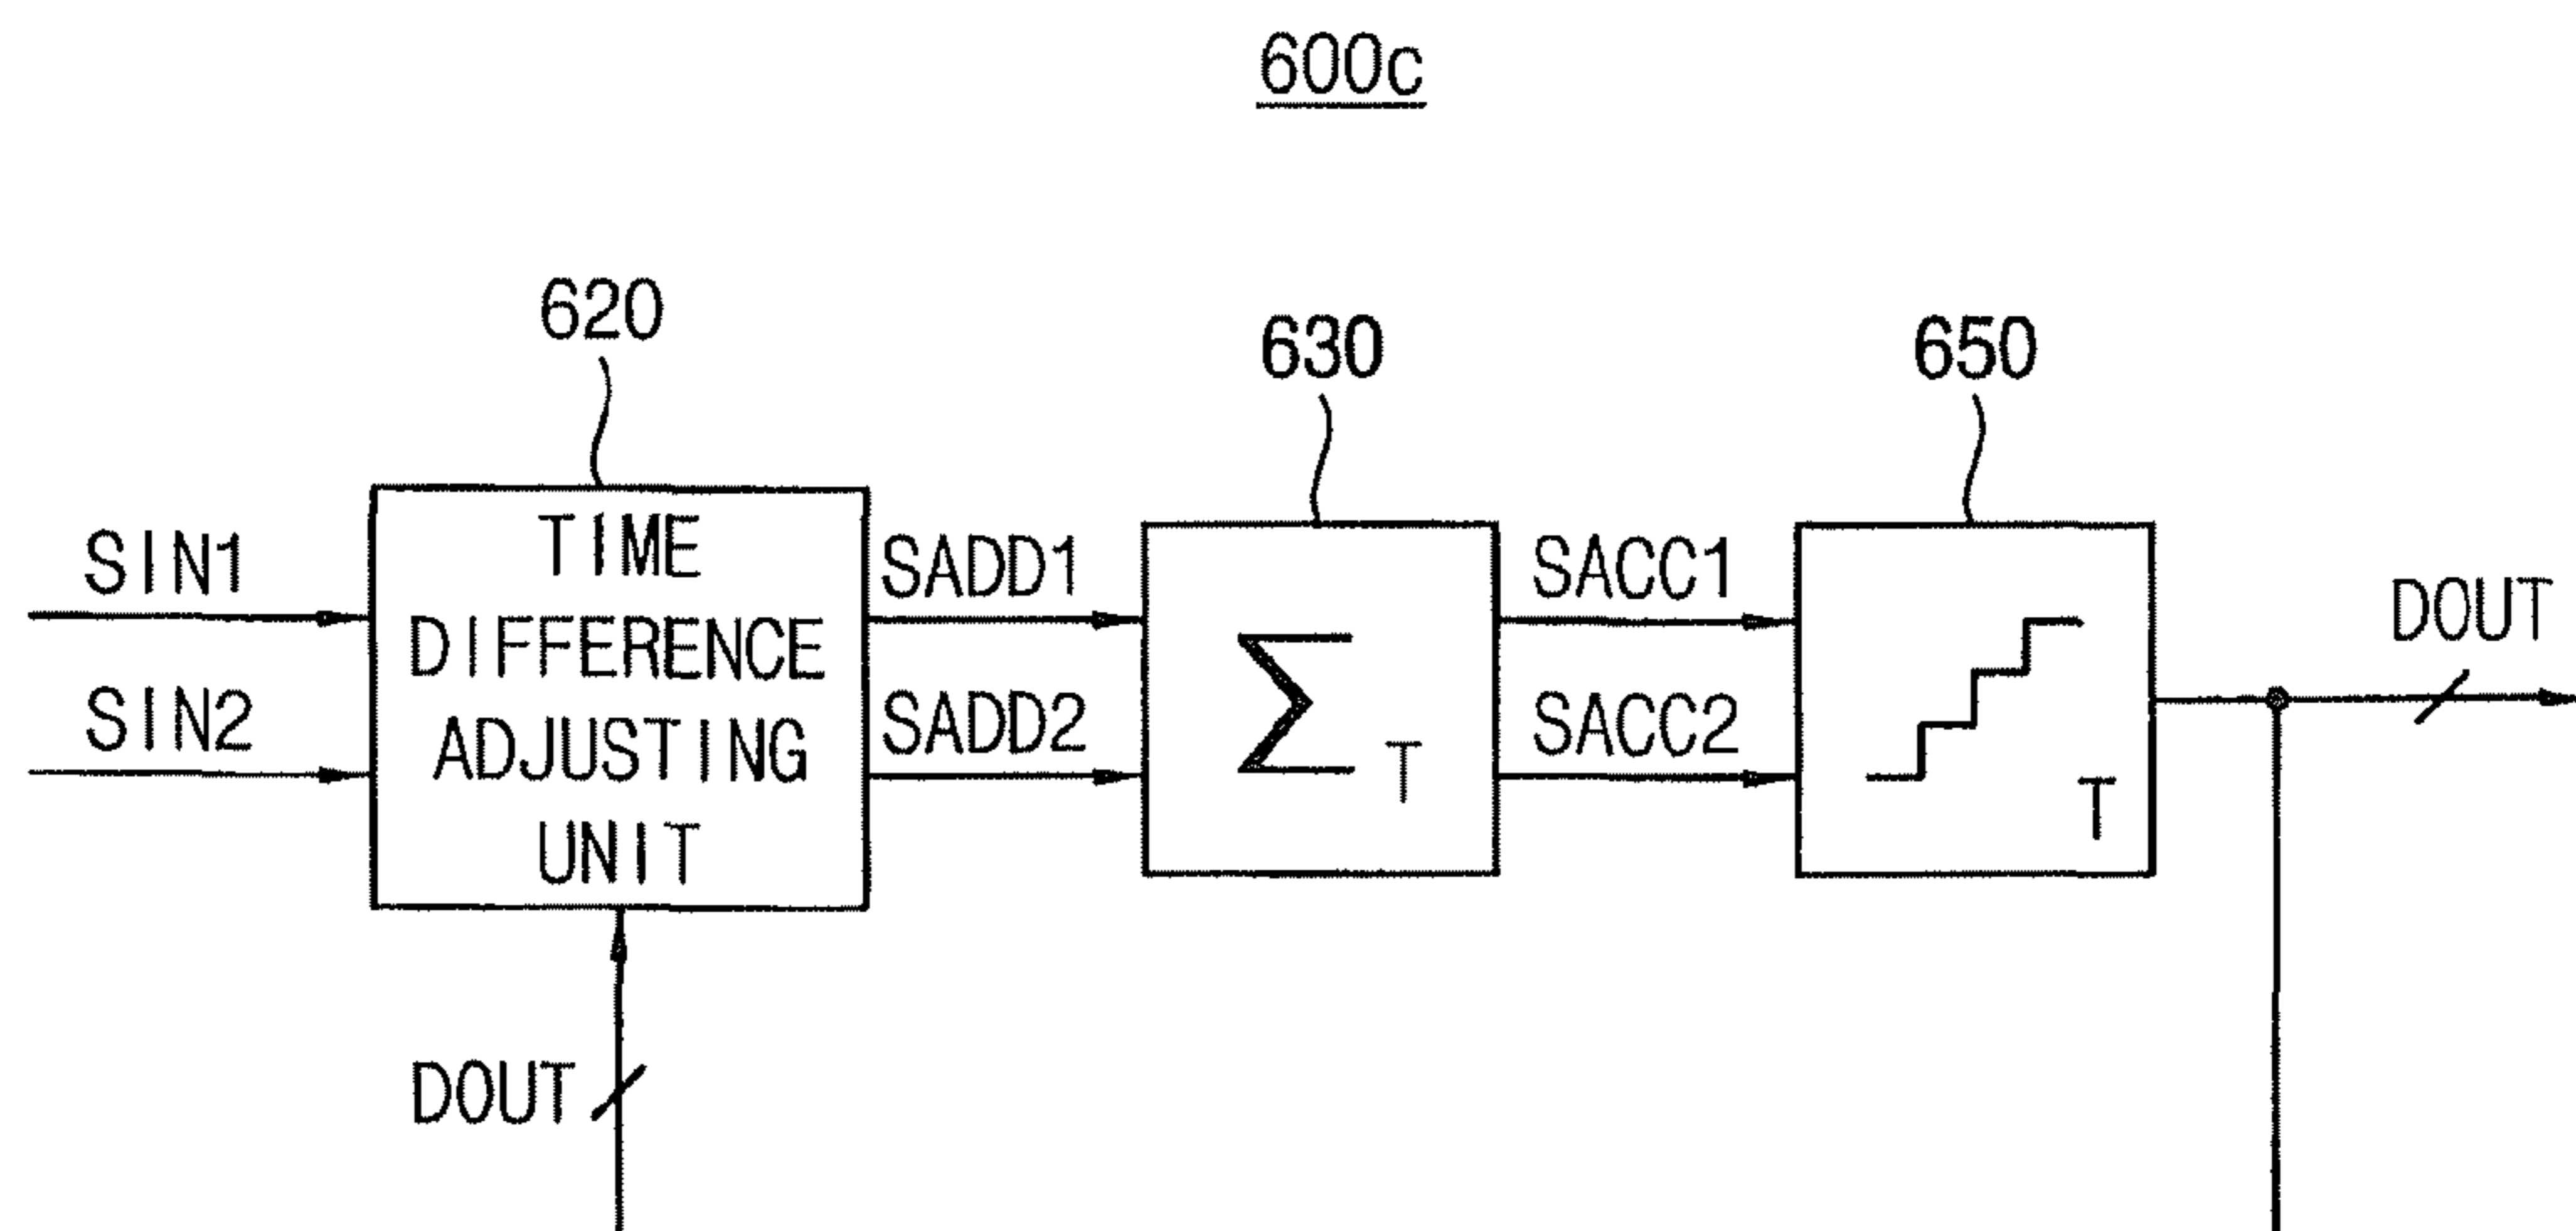 600c
620
630
650
SIN1
SIN2
TIME
DIFFERENCE
ADJUSTING
UNIT
SADD1
SADD2
Σ T
SACC1
SACC2
T
DOUT
DOUT